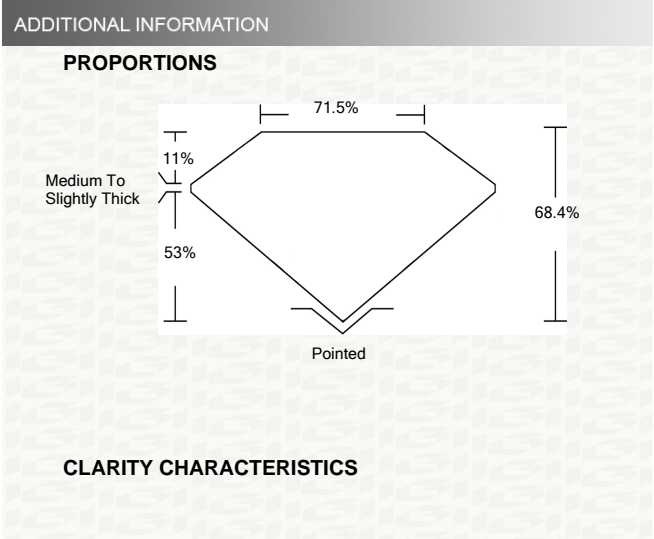 ADDITIONAL INFORMATION
PROPORTIONS
71.5%
11%
Medium To
Slightly Thick
68.4%
53%
Pointed
CLARITY CHARACTERISTICS